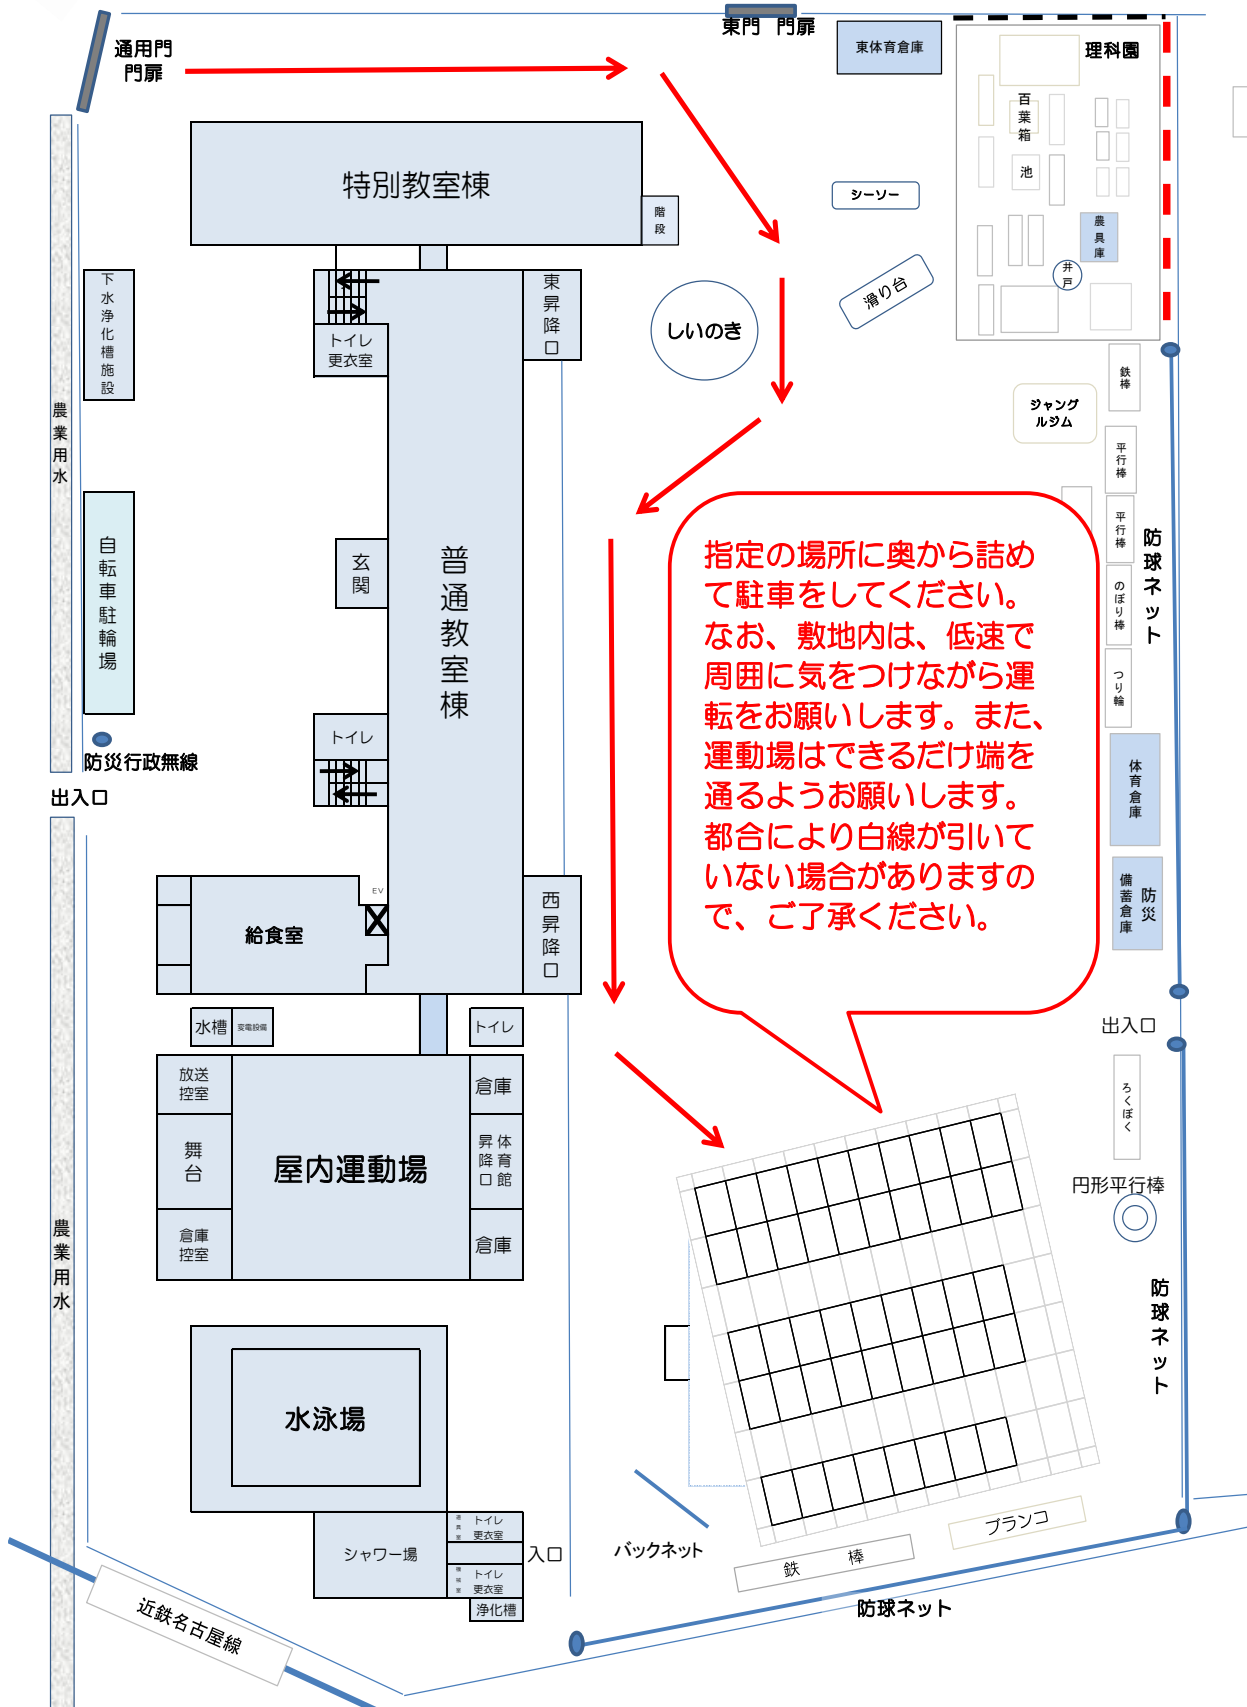 東門　門扉
通用門
門扉
東体育倉庫
理科園
百葉箱
池
特別教室棟
階段
シーソー
農具庫
井戸
滑り台
下水浄化槽施設
東昇降口
しいのき
トイレ
更衣室
鉄棒
ジャング
ルジム
農業用水
平行棒
平行棒
自転車駐輪場
玄関
普通教室棟
指定の場所に奥から詰め
て駐車をしてください。
なお、敷地内は、低速で
周囲に気をつけながら運
転をお願いします。また、
運動場はできるだけ端を
通るようお願いします。
都合により白線が引いて
いない場合がありますの
で、ご了承ください。
防球ネット
のぼり棒
つり輪
トイレ
防災行政無線
出入口
体育倉庫
防災
備蓄倉庫
EV
給食室
西昇降口
水槽
変電設備
トイレ
出入口
放送
控室
倉庫
ろくぼく
舞台
屋内運動場
体育館
昇降口
円形平行棒
倉庫
控室
倉庫
農業用水
防球ネット
水泳場
トイレ
更衣室
シャワー場
入口
トイレ
更衣室
浄化槽
バックネット
ブランコ
鉄　棒
防球ネット
近鉄名古屋線